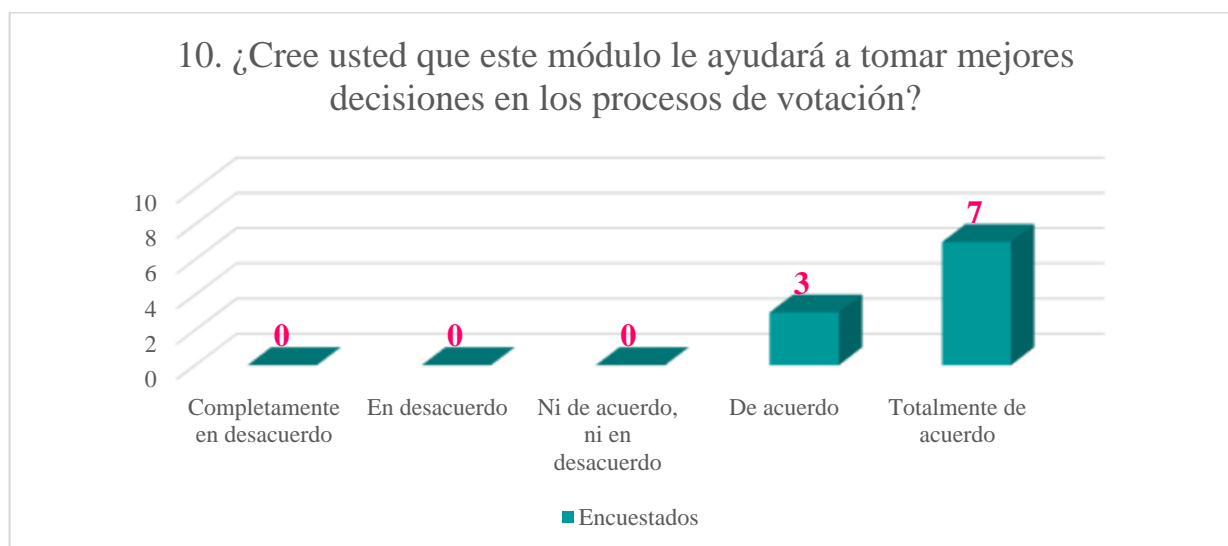 10. ¿Cree usted que este módulo le ayudará a tomar mejores
decisiones en los procesos de votación?
10
8
6
4
2
0
0
0
0
3
7
Completamente
en desacuerdo
En desacuerdo
Ni de acuerdo,
ni en
desacuerdo
De acuerdo
Totalmente de
acuerdo
Encuestados